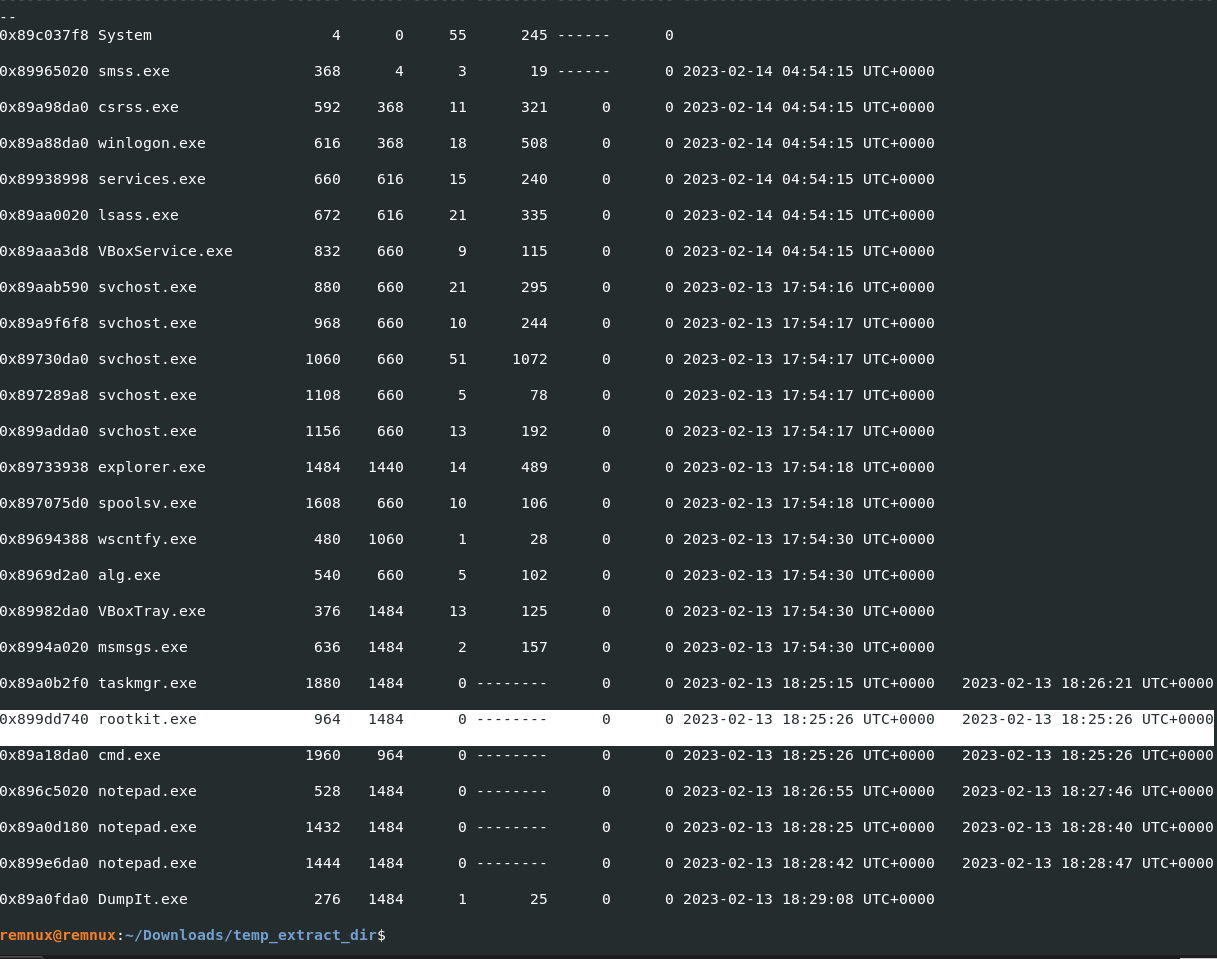 --
0x89c037f8 System 4 0 55 245 ------ 0
0x89965020 smss.exe 368 4 3 19 ------ 0 2023-02-14 04:54:15 UTC+0000
0x89a98da0 csrss.exe 592 368 11 321 0 0 2023-02-14 04:54:15 UTC+0000
0x89a88da0 winlogon.exe 616 368 18 508 0 0 2023-02-14 04:54:15 UTC+0000
0x89938998 services.exe 660 616 15 240 0 0 2023-02-14 04:54:15 UTC+0000
0x89aa0020 lsass.exe 672 616 21 335 0 0 2023-02-14 04:54:15 UTC+0000
0x89aaa3d8 VBoxService.exe 832 660 9 115 0 0 2023-02-14 04:54:15 UTC+0000
0x89aab590 svchost.exe 880 660 21 295 0 0 2023-02-13 17:54:16 UTC+0000
0x89a9f6f8 svchost.exe 968 660 10 244 0 0 2023-02-13 17:54:17 UTC+0000
0x89730da0 svchost.exe 1060 660 51 1072 0 0 2023-02-13 17:54:17 UTC+0000
0x897289a8 svchost.exe 1108 660 5 78 0 0 2023-02-13 17:54:17 UTC+0000
0x899adda0 svchost.exe 1156 660 13 192 0 0 2023-02-13 17:54:17 UTC+0000
0x89733938 explorer.exe 1484 1440 14 489 0 0 2023-02-13 17:54:18 UTC+0000
0x897075d0 spoolsv.exe 1608 660 10 106 0 0 2023-02-13 17:54:18 UTC+0000
0x89694388 wscntfy.exe 480 1060 1 28 0 0 2023-02-13 17:54:30 UTC+0000
0x8969d2a0 alg.exe 540 660 5 102 0 0 2023-02-13 17:54:30 UTC+0000
0x89982da0 VBoxTray.exe 376 1484 13 125 0 0 2023-02-13 17:54:30 UTC+0000
0x8994a020 msmsgs.exe 636 1484 2 157 0 0 2023-02-13 17:54:30 UTC+0000
0x89a0b2f0 taskmgr.exe 1880 1484 0 -------- 0 0 2023-02-13 18:25:15 UTC+0000 2023-02-13 18:26:21 UTC+0000
0x899dd740 rootkit.exe 964 1484 0 -------- 0 0 2023-02-13 18:25:26 UTC+0000 2023-02-13 18:25:26 UTC+0000
0x89a18da0 cmd.exe 1960 964 0 -------- 0 0 2023-02-13 18:25:26 UTC+0000 2023-02-13 18:25:26 UTC+0000
0x896c5020 notepad.exe 528 1484 0 -------- 0 0 2023-02-13 18:26:55 UTC+0000 2023-02-13 18:27:46 UTC+0000
0x89a0d180 notepad.exe 1432 1484 0 -------- 0 0 2023-02-13 18:28:25 UTC+0000 2023-02-13 18:28:40 UTC+0000
0x899e6da0 notepad.exe 1444 1484 0 -------- 0 0 2023-02-13 18:28:42 UTC+0000 2023-02-13 18:28:47 UTC+0000
0x89a0fda0 DumpIt.exe 276 1484 1 25 0 0 2023-02-13 18:29:08 UTC+0000
remnux@remnux:~/Downloads/temp_extract_dir$